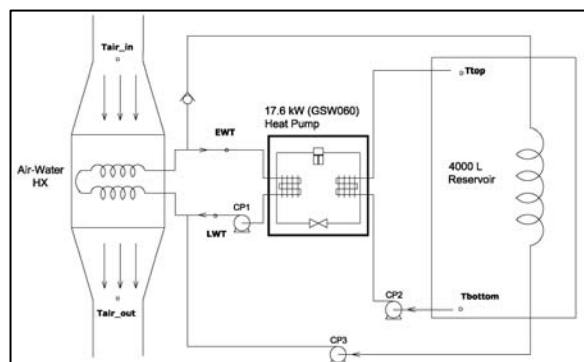 Tair_in
Air-Water
HX
Tair_out
EWT
LWT
CP1
17.6 kW (GSW060)
Heat Pump
Ttop
4000 L
Reservoir
CP2
Tbottom
CP3